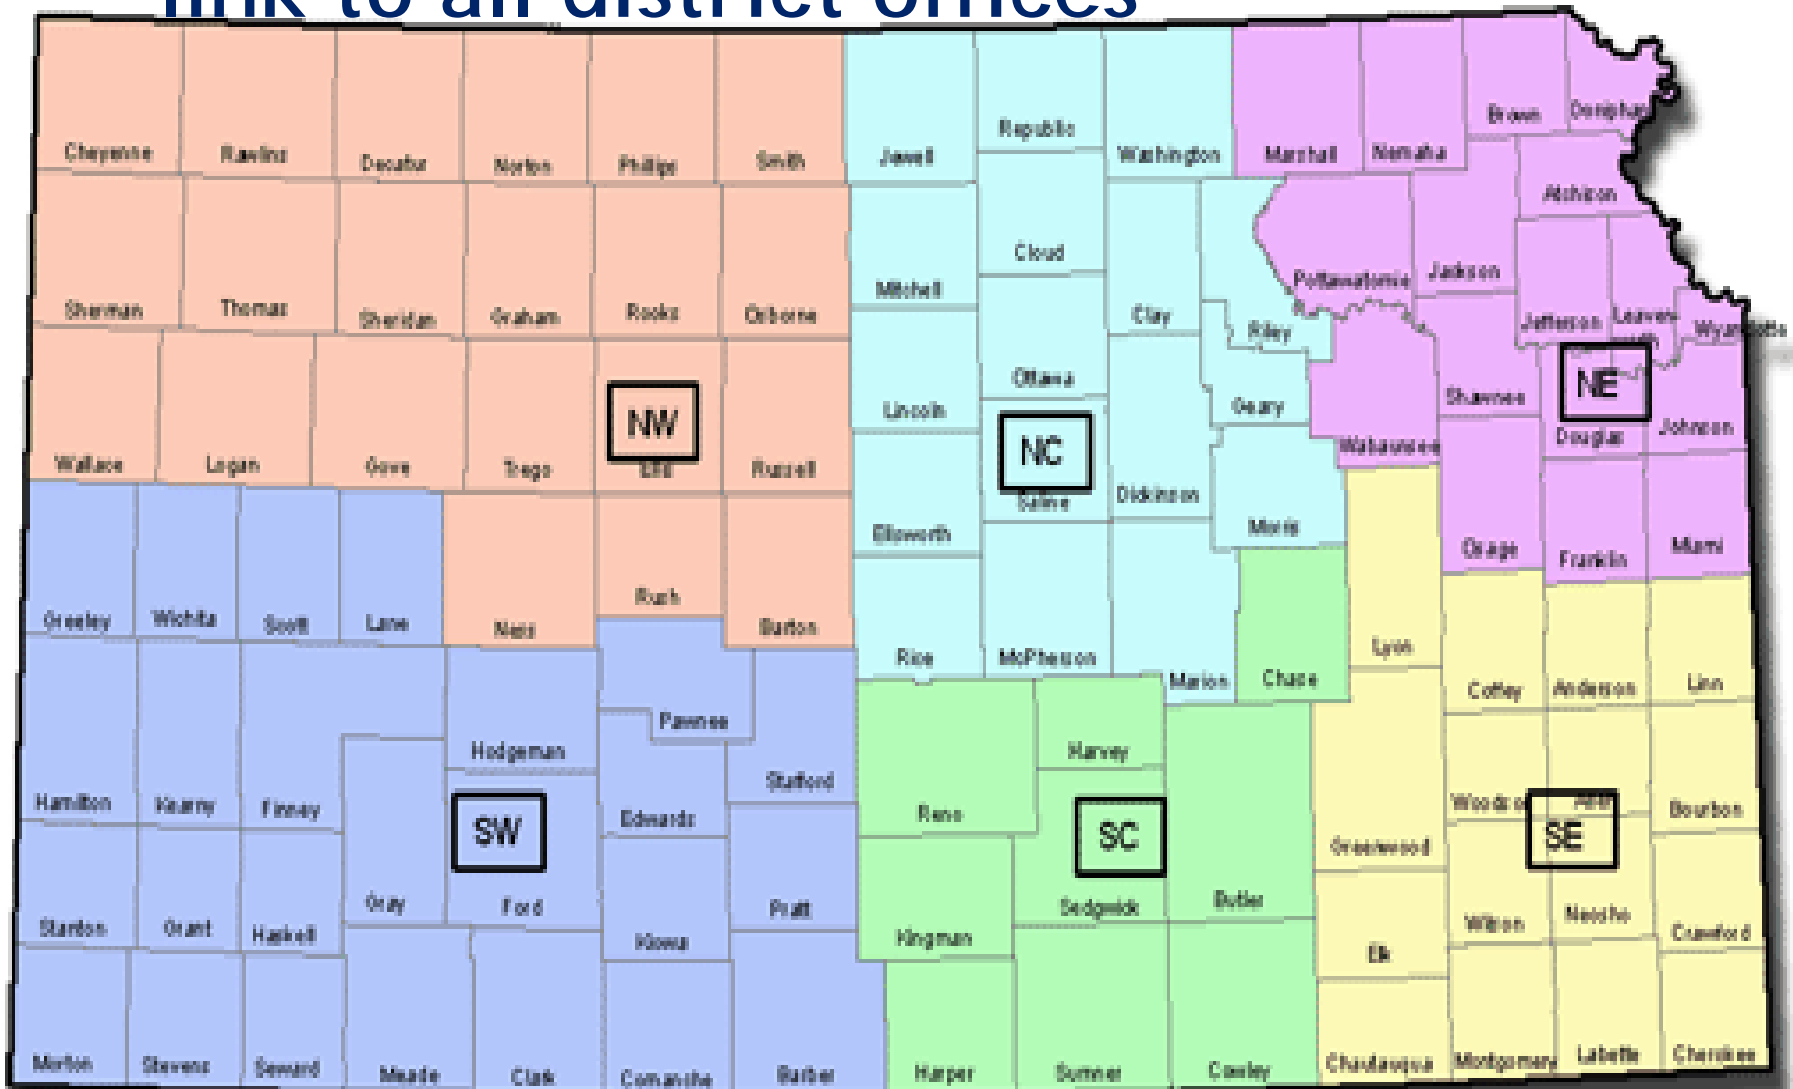 link to all district offices
Cheyenne
Rawlins
Decatur
Norton
Phillips
Smith
Jewell
Republic
Washington
Marshall
Nemaha
Brown
Doniphan
Sherman
Thomas
Sheridan
Graham
Rooks
Osborne
Mitchell
Cloud
Clay
Riley
Pottawatomie
Jackson
Atchison
Jefferson
Leaven-
worth
Wyandotte
Wallace
Logan
Gove
Trego
NW
Ellis
Russell
Lincoln
Ottawa
NC
Saline
Dickinson
Geary
Wabaunsee
Shawnee
NE
Douglas
Johnson
Greeley
Wichita
Scott
Lane
Ness
Rush
Barton
Ellsworth
Rice
McPherson
Marion
Morris
Chase
Lyon
Osage
Franklin
Miami
Hamilton
Kearny
Finney
Hodgeman
Pawnee
Stafford
Edwards
Reno
Harvey
Coffey
Anderson
Linn
SW
Gray
Ford
Pratt
Kiowa
SC
Sedgwick
Butler
Kingman
Greenwood
Woodso
Allen
SE
Bourbon
Stanton
Grant
Haskell
Elk
Wilson
Neosho
Crawford
Morton
Stevens
Seward
Meade
Clark
Comanche
Barber
Harper
Sumner
Cowley
Chautauqua
Montgomery
Labette
Cherokee